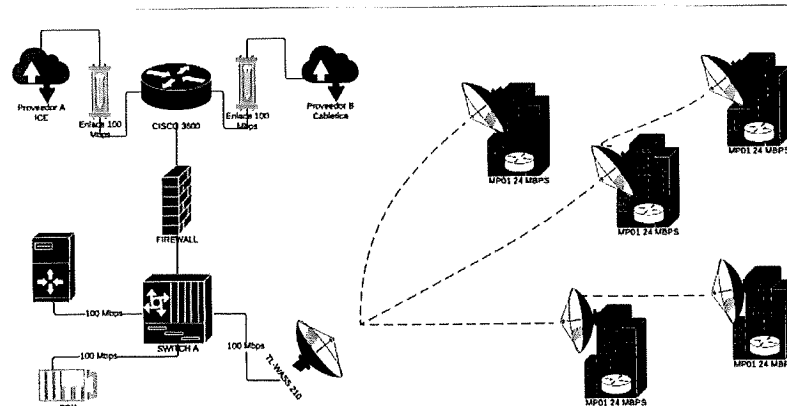 Proveedor A
ICE
Enlace 100
Mbps
CISCO 3600
Enlace 100
Mbps
Proveedor B
Cabletica
FIREWALL
100 Mbps
SWITCH A
100 Mbps
100 Mbps
TL-WASS 210
MP01 24 MBPS
MP01 24 MBPS
MP01 24 MBPS
MP01 24 MBPS
MP01 24 MBPS